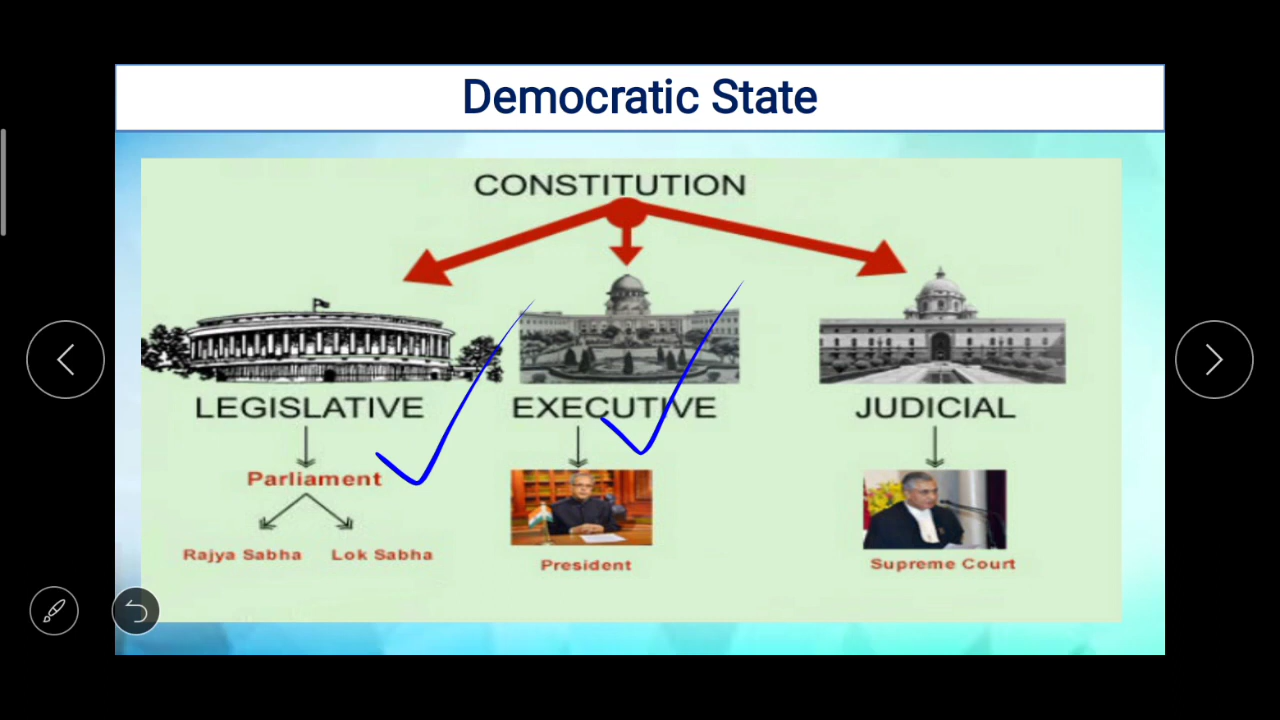 Democratic State
CONSTITUTION
LEGISLATIVE
EXECUTIVE
JUDICIAL
Parliament
Rajya Sabha
Lok Sabha
President
Supreme Court